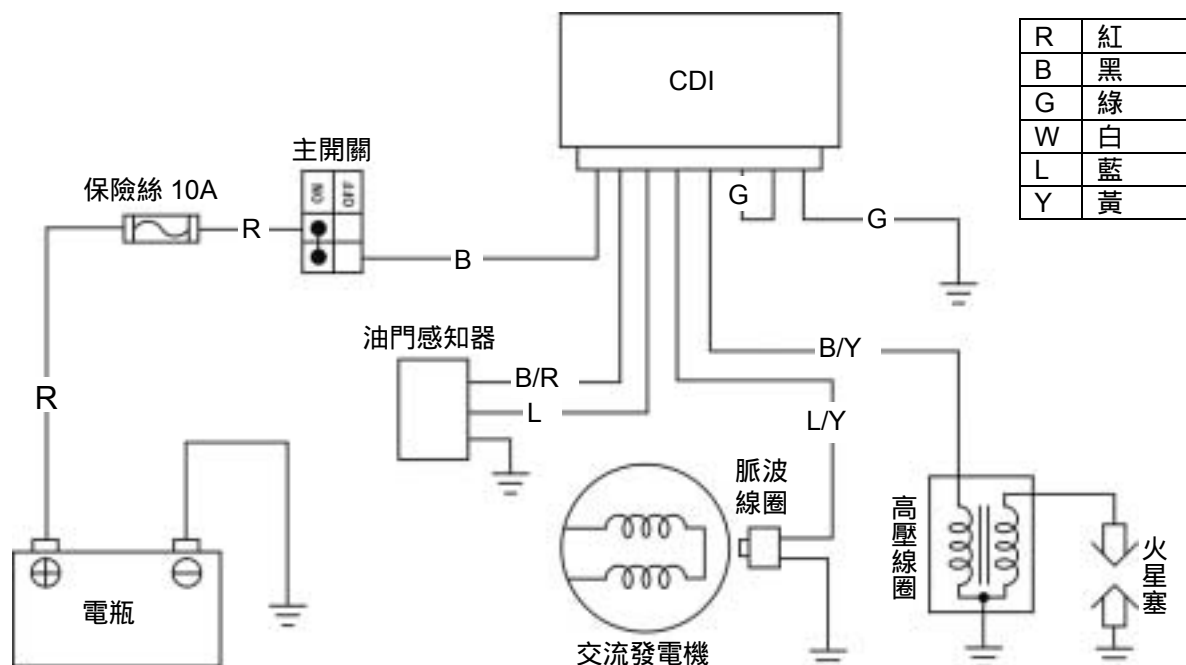 CDI
R 紅
B 黑
G 綠
W 白
L 藍
Y 黃
主開關
ON OFF
保險絲 10A
R
B
G
G
油門感知器
B/R
L
B/Y
L/Y
R
脈波
線圈
高壓線圈
火星塞
電瓶
交流發電機